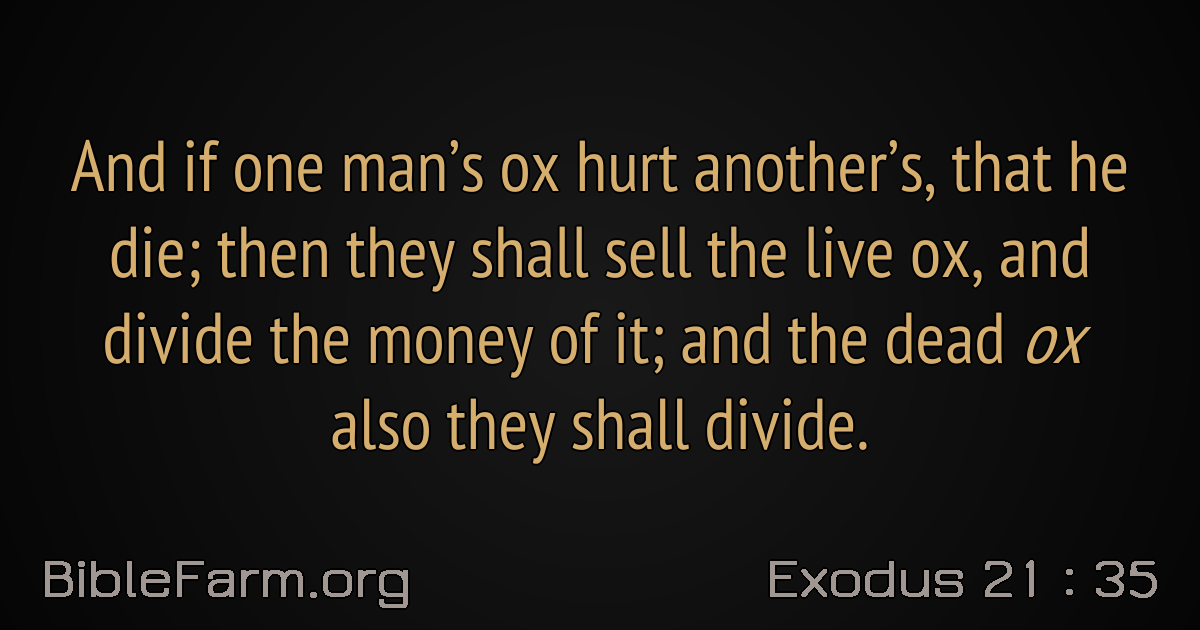 And if one man’s ox hurt another’s, that he
die; then they shall sell the live ox, and
divide the money of it; and the dead ox
also they shall divide.
BibleFarm.org
Exodus 21 : 35